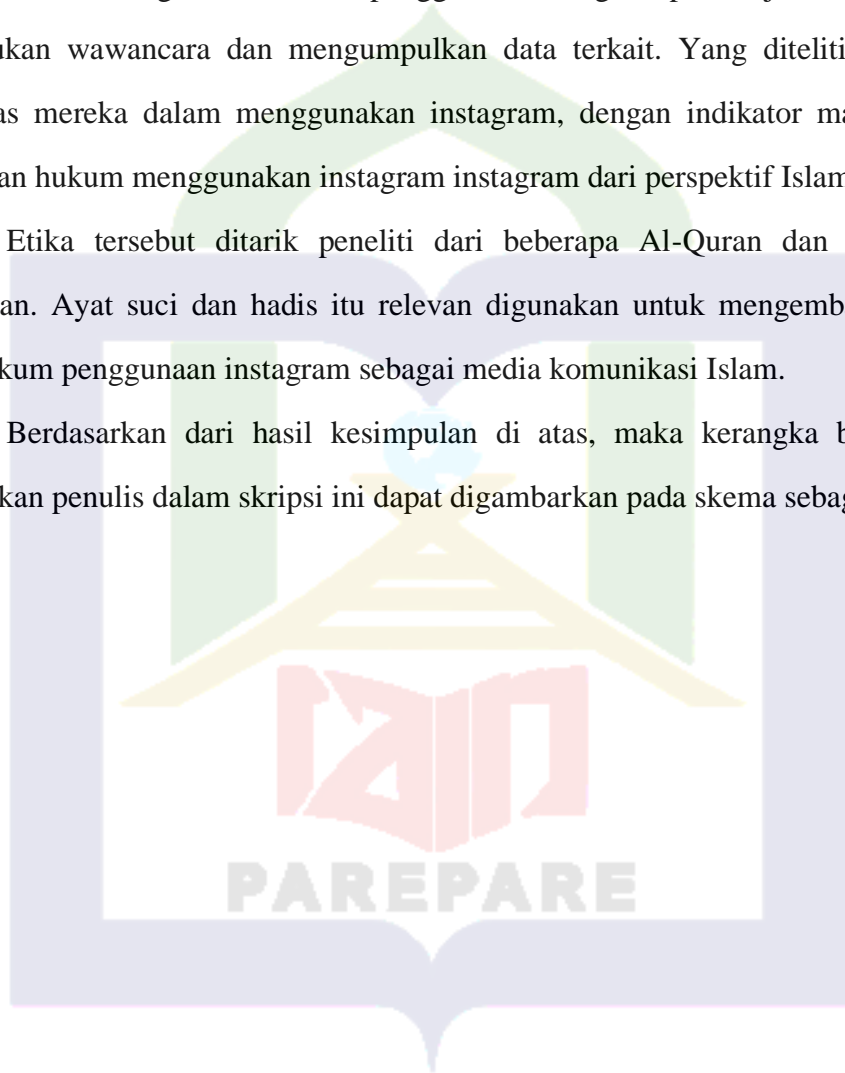 ukan wawancara dan mengumpulkan data terkait. Yang diteliti
as mereka dalam menggunakan instagram, dengan indikator ma
an hukum menggunakan instagram instagram dari perspektif Islam
Etika tersebut ditarik peneliti dari beberapa Al-Quran dan
an. Ayat suci dan hadis itu relevan digunakan untuk mengemb
kum penggunaan instagram sebagai media komunikasi Islam.
Berdasarkan dari hasil kesimpulan di atas, maka kerangka b
kan penulis dalam skripsi ini dapat digambarkan pada skema sebag
iain
PAREPARE